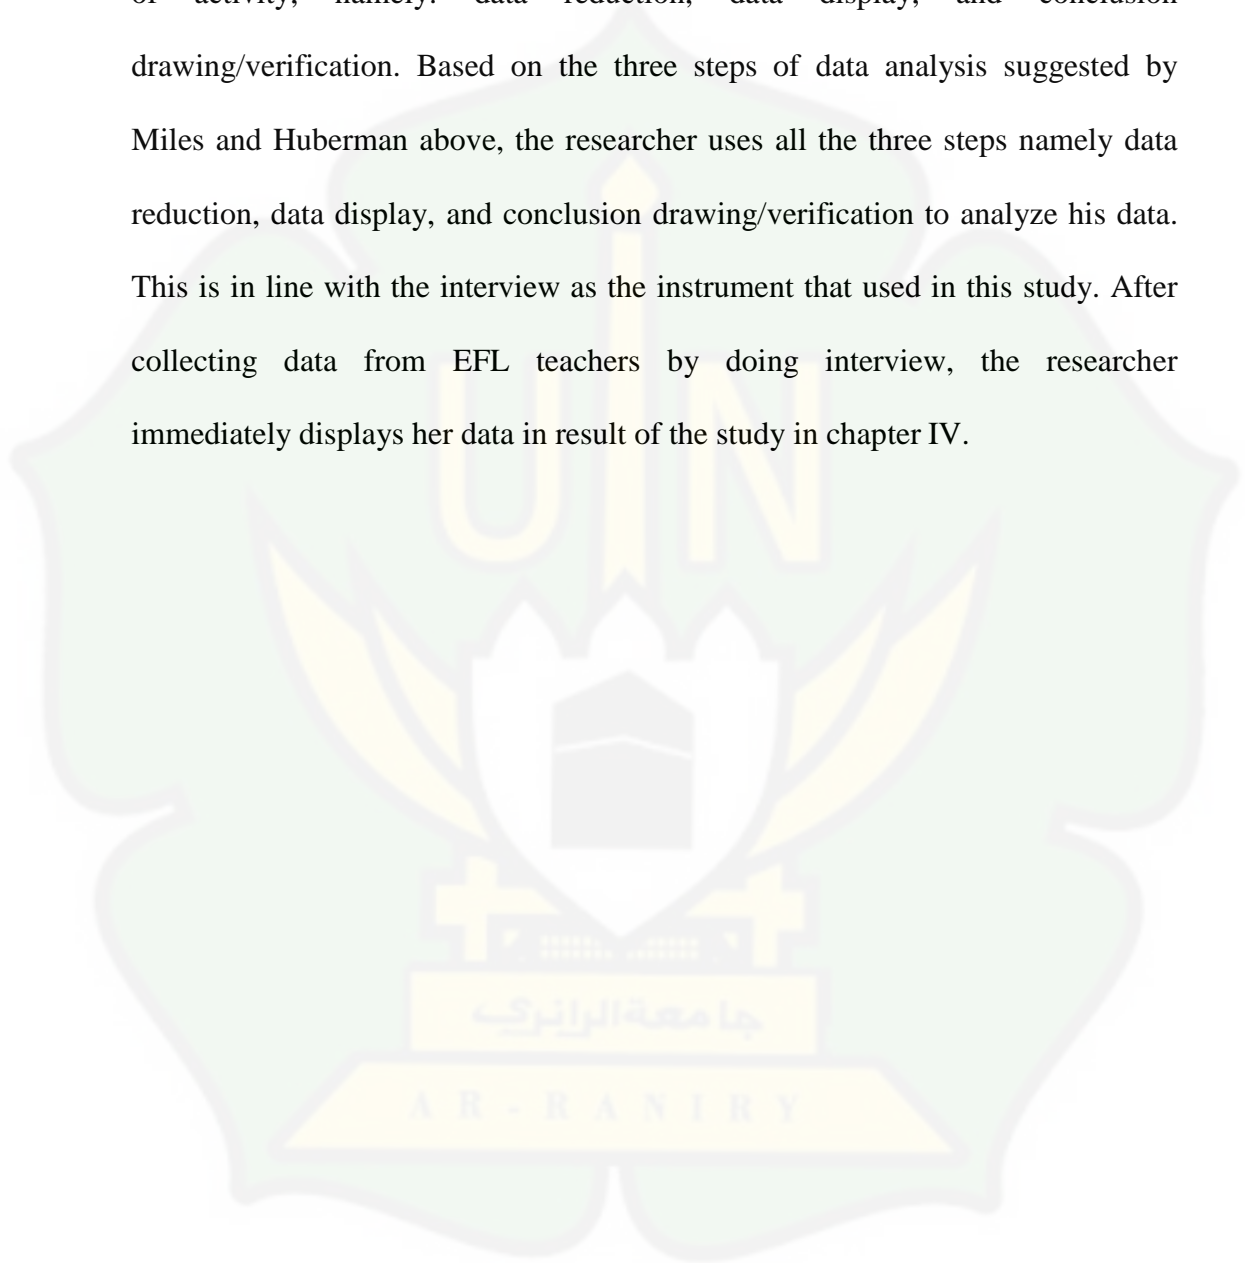 of activity, namely: data reduction, data display, and conclusion
drawing/verification. Based on the three steps of data analysis suggested by
Miles and Huberman above, the researcher uses all the three steps namely data
reduction, data display, and conclusion drawing/verification to analyze his data.
This is in line with the interview as the instrument that used in this study. After
collecting data from EFL teachers by doing interview, the researcher
immediately displays her data in result of the study in chapter IV.
UIN
جامعةالرانري
AR-RANIRY